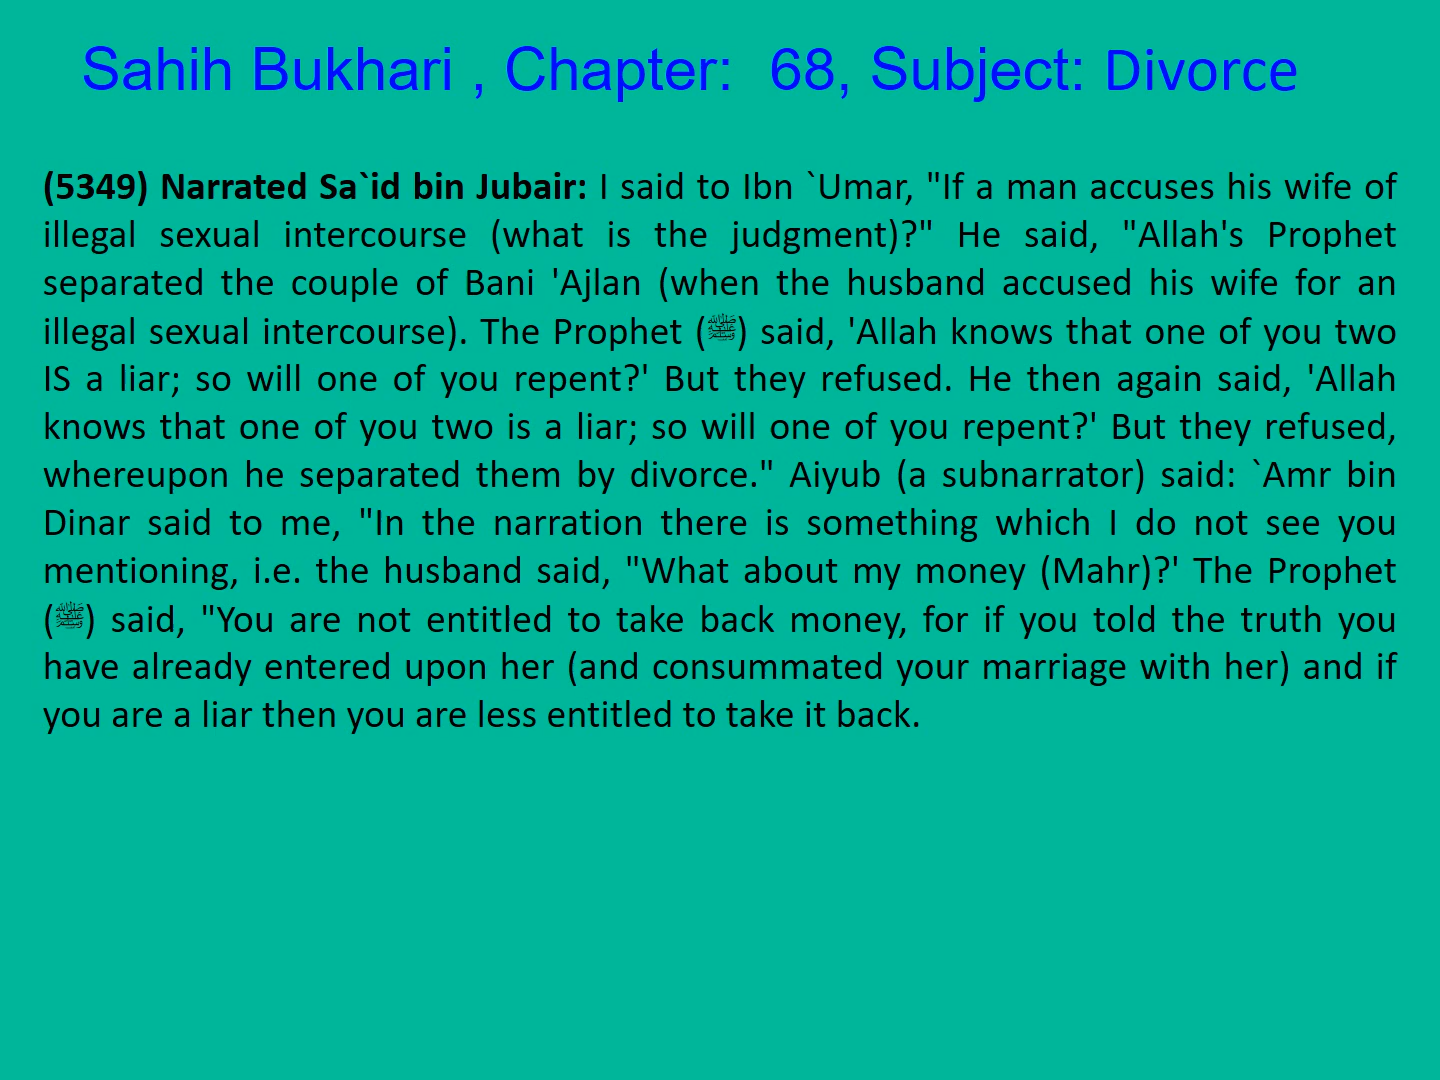 Sahih Bukhari , Chapter:  68, Subject: Divorce
(5349) Narrated Sa`id bin Jubair: I said to Ibn `Umar, "If a man accuses his wife of
illegal sexual intercourse (what is the judgment)?" He said, "Allah's Prophet
separated the couple of Bani 'Ajlan (when the husband accused his wife for an
illegal sexual intercourse). The Prophet (ﷺ) said, 'Allah knows that one of you two
IS a liar; so will one of you repent?' But they refused. He then again said, 'Allah
knows that one of you two is a liar; so will one of you repent?' But they refused,
whereupon he separated them by divorce." Aiyub (a subnarrator) said: `Amr bin
Dinar said to me, "In the narration there is something which I do not see you
mentioning, i.e. the husband said, "What about my money (Mahr)?' The Prophet
(ﷺ) said, "You are not entitled to take back money, for if you told the truth you
have already entered upon her (and consummated your marriage with her) and if
you are a liar then you are less entitled to take it back.